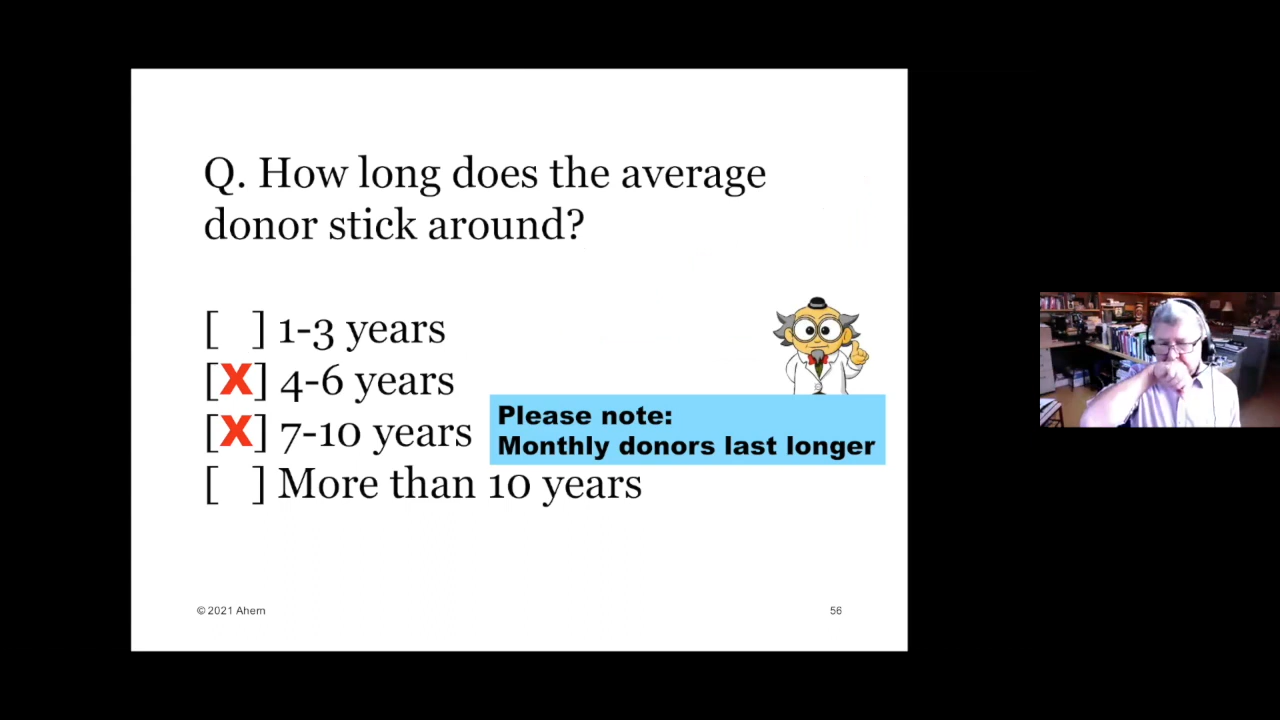 Q. How long does the average
donor stick around?
[ ] 1-3 years
[X] 4-6 years
[X] 7-10 years
Please note:
Monthly donors last longer
[ ] More than 10 years
© 2021 Ahern
56